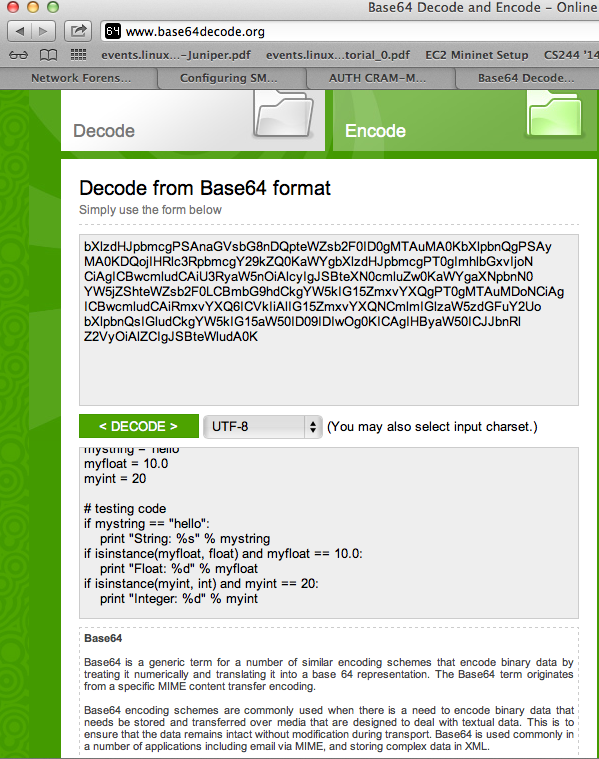 Base64 Decode and Encode – Online
64 www.base64decode.org
events.linux...-Juniper.pdf events.linux...torial_0.pdf EC2 Mininet Setup CS244 '14
Network Forens... Configuring SM... AUTH CRAM-M... Base64 Decode...
Decode Encode
Decode from Base64 format
Simply use the form below
bXlzdHJpbmcgPSAnaGVsbG8nDQpteWZsb2F0ID0gMTAuMA0KbXlpbnQgPSAy
MA0KDQojIHRlc3RpbmcgY29kZQ0KaWYgbXlzdHJpbmcgPT0gImhlbGxvIjoN
CiAgICBwcmludCAiU3RyaW5nOiAlcyIgJSBteXN0cmluZw0KaWYgaXNpbnN0
YW5jZShteWZsb2F0LCBmbG9hdCkgYW5kIG15ZmxvYXQgPT0gMTAuMDoNCiAg
ICBwcmludCAiRmxvYXQ6ICVkIiAlIG15ZmxvYXQNCmlmIGlzaW5zdGFuY2Uo
bXlpbnQsIGludCkgYW5kIG15aW50ID09IDIwOg0KICAgIHByaW50ICJJbnRl
Z2VyOiAlZCIgJSBteWludA0K
< DECODE > UTF-8 (You may also select input charset.)
mystring = 'hello'
myfloat = 10.0
myint = 20
# testing code
if mystring == "hello":
print "String: %s" % mystring
if isinstance(myfloat, float) and myfloat == 10.0:
print "Float: %d" % myfloat
if isinstance(myint, int) and myint == 20:
print "Integer: %d" % myint
Base64
Base64 is a generic term for a number of similar encoding schemes that encode binary data by
treating it numerically and translating it into a base 64 representation. The Base64 term originates
from a specific MIME content transfer encoding.
Base64 encoding schemes are commonly used when there is a need to encode binary data that
needs be stored and transferred over media that are designed to deal with textual data. This is to
ensure that the data remains intact without modification during transport. Base64 is used commonly in
a number of applications including email via MIME, and storing complex data in XML.